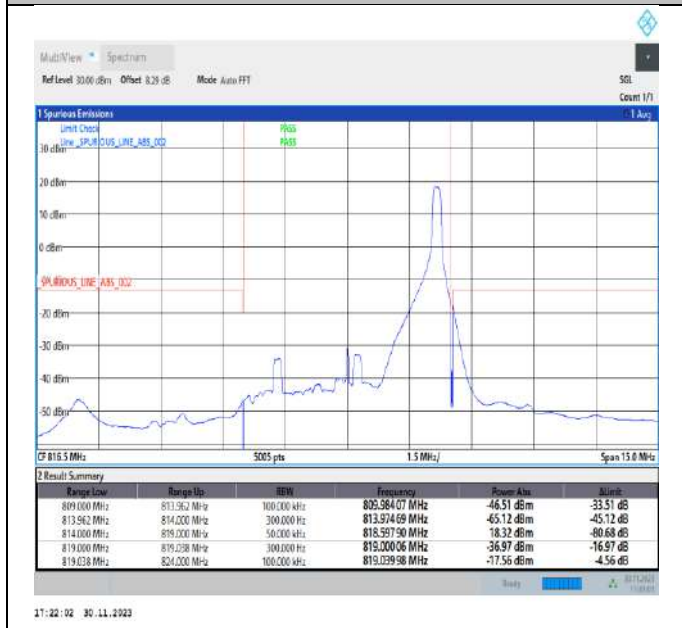 MultiView Spectrum
Ref Level 30.00 dBm Offset 8.29 dB Mode Auto FFT SGL
Count 1/1
1 Spurious Emissions 1 Avg
Limit Check PASS
30 dBm Line _SPURIOUS_LINE_ABS_002 PASS
20 dBm
10 dBm
0 dBm
_SPURIOUS_LINE_ABS_002
-20 dBm
-30 dBm
-40 dBm
-50 dBm
CF 816.5 MHz 5005 pts 1.5 MHz/ Span 15.0 MHz
2 Result Summary
Range Low Range Up RBW Frequency Power Abs ΔLimit
809.000 MHz 813.962 MHz 100.000 kHz 809.98407 MHz -46.51 dBm -33.51 dB
813.962 MHz 814.000 MHz 300.000 Hz 813.97469 MHz -65.12 dBm -45.12 dB
814.000 MHz 819.000 MHz 50.000 kHz 818.59790 MHz 18.32 dBm -80.68 dB
819.000 MHz 819.038 MHz 300.000 Hz 819.00006 MHz -36.97 dBm -16.97 dB
819.038 MHz 824.000 MHz 100.000 kHz 819.03998 MHz -17.56 dBm -4.56 dB
Ready
17:22:02 30.11.2023